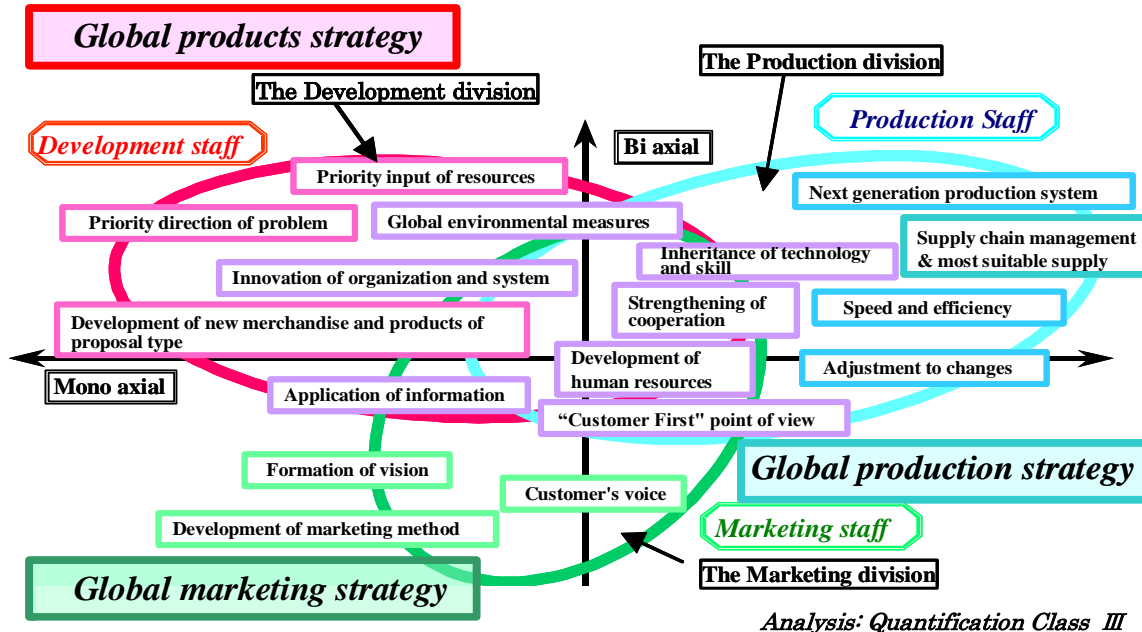 Global products strategy
The Development division
The Production division
Development staff
Bi axial
Production Staff
Priority input of resources
Next generation production system
Priority direction of problem
Global environmental measures
Inheritance of technology
and skill
Supply chain management
& most suitable supply
Innovation of organization and system
Strengthening of
cooperation
Speed and efficiency
Development of new merchandise and products of
proposal type
Development of
human resources
Adjustment to changes
Mono axial
Application of information
“Customer First" point of view
Formation of vision
Global production strategy
Customer's voice
Development of marketing method
Marketing staff
Global marketing strategy
The Marketing division
Analysis: Quantification Class Ⅲ